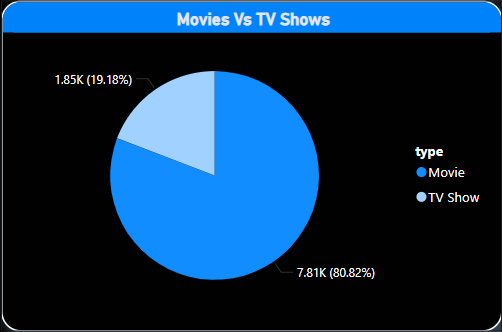 Movies Vs TV Shows
1.85K (19.18%)
type
Movie
TV Show
7.81K (80.82%)